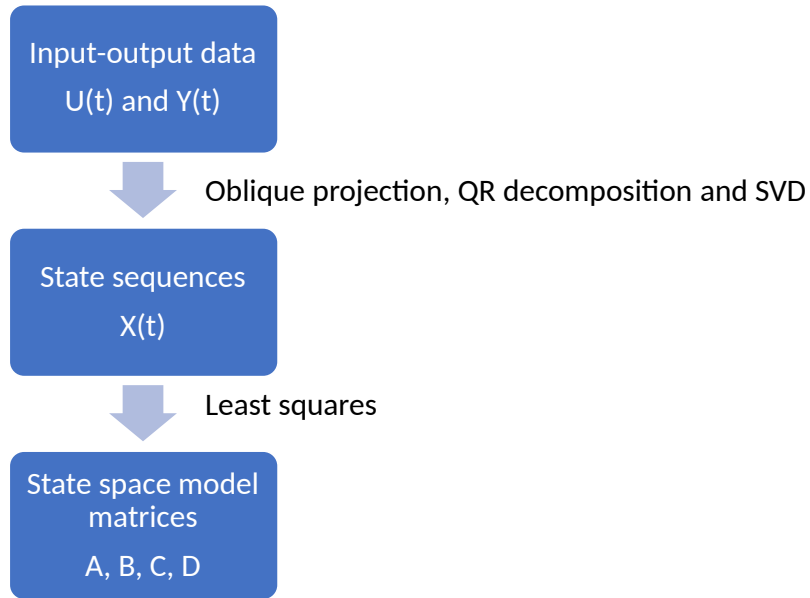 Input-output data
U(t) and Y(t)
Oblique projection, QR decomposition and SVD
State sequences
X(t)
Least squares
State space model
matrices
A, B, C, D